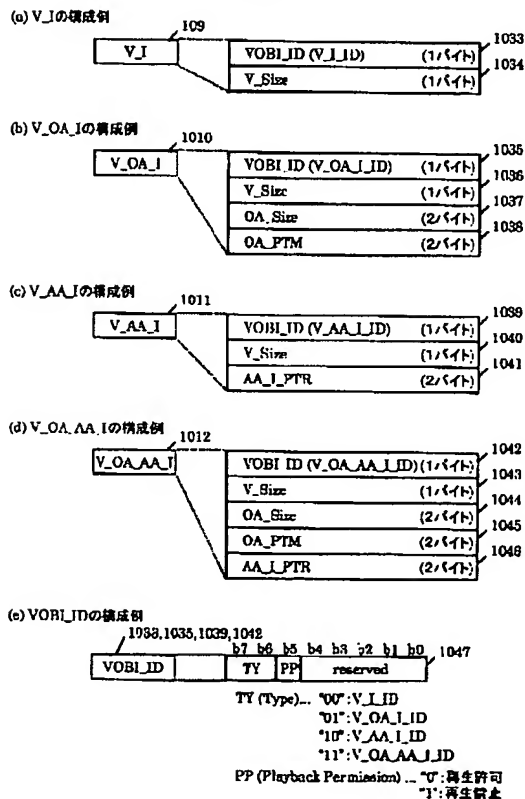 (a) V_Iの構成例
109
V_I
VOBI_ID (V_I_ID) (1バイト) 1033
V_Size (1バイト) 1034
(b) V_OA_Iの構成例
1010
V_OA_I
VOBI_ID (V_OA_I_ID) (1バイト) 1035
V_Size (1バイト) 1036
OA_Size (2バイト) 1037
OA_PTM (2バイト) 1038
(c) V_AA_Iの構成例
1011
V_AA_I
VOBI_ID (V_AA_I_ID) (1バイト) 1039
V_Size (1バイト) 1040
AA_I_PTR (2バイト) 1041
(d) V_OA_AA_Iの構成例
1012
V_OA_AA_I
VOBI_ID (V_OA_AA_I_ID) (1バイト) 1042
V_Size (1バイト) 1043
OA_Size (2バイト) 1044
OA_PTM (2バイト) 1045
AA_I_PTR (2バイト) 1046
(e) VOBI_IDの構成例
1033,1035,1039,1042
b7 b6 b5 b4 b3 b2 b1 b0
VOBI_ID TY PP reserved 1047
TY (Type)... "00":V_I_ID
"01":V_OA_I_ID
"10":V_AA_I_ID
"11":V_OA_AA_I_ID
PP (Playback Permission) ... "0":再生許可
"1":再生禁止